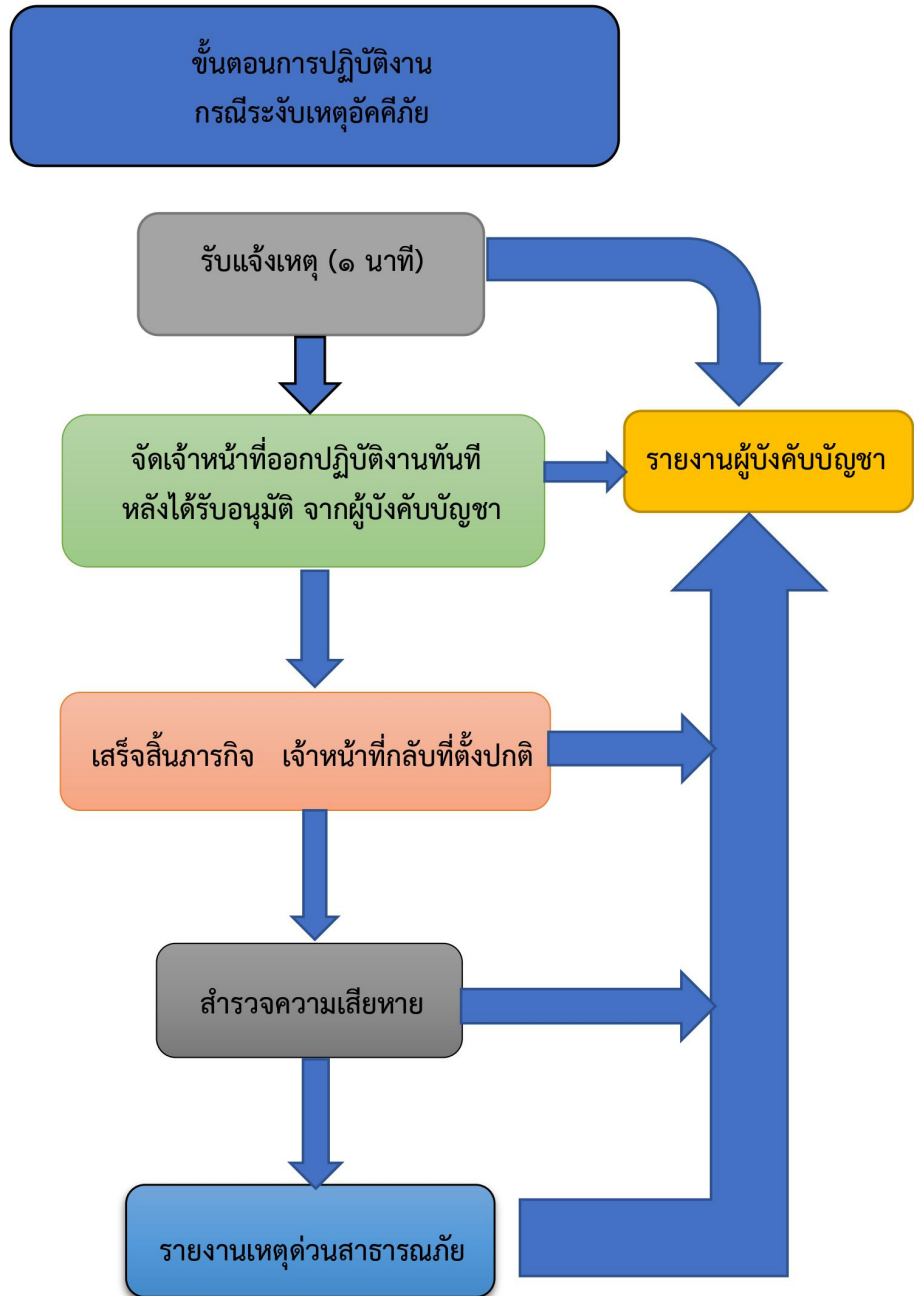 ขั้นตอนการปฏิบัติงาน
กรณีระงับเหตุอัคคีภัย
รับแจ้งเหตุ (๑ นาที)
จัดเจ้าหน้าที่ออกปฏิบัติงานทันที
หลังได้รับอนุมัติ จากผู้บังคับบัญชา
รายงานผู้บังคับบัญชา
เสร็จสิ้นภารกิจ เจ้าหน้าที่กลับที่ตั้งปกติ
สำรวจความเสียหาย
รายงานเหตุด่วนสาธารณภัย